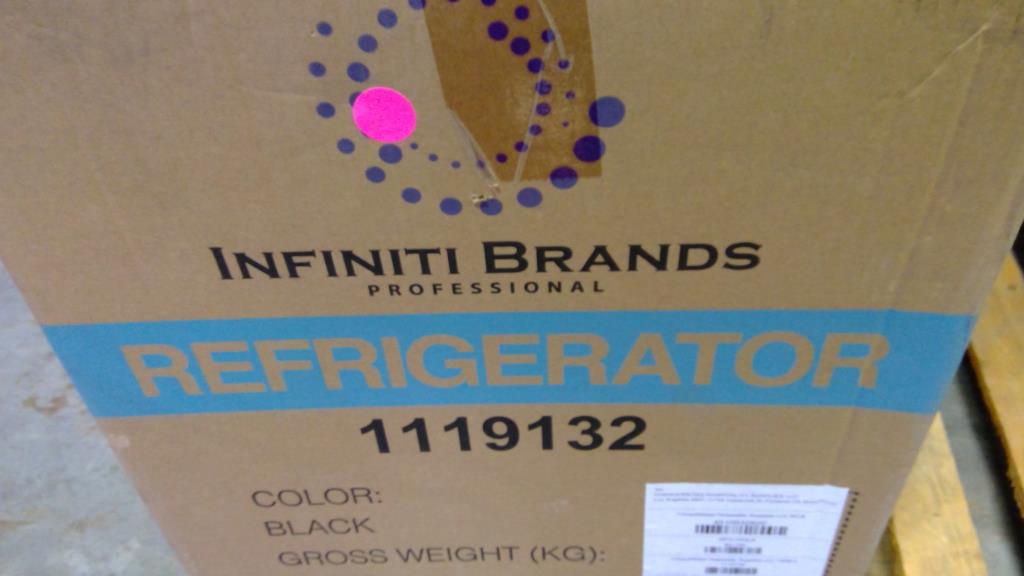 INFINITI BRANDS
PROFESSIONAL
REFRIGERATOR
1119132
COLOR:
BLACK
GROSS WEIGHT (KG):